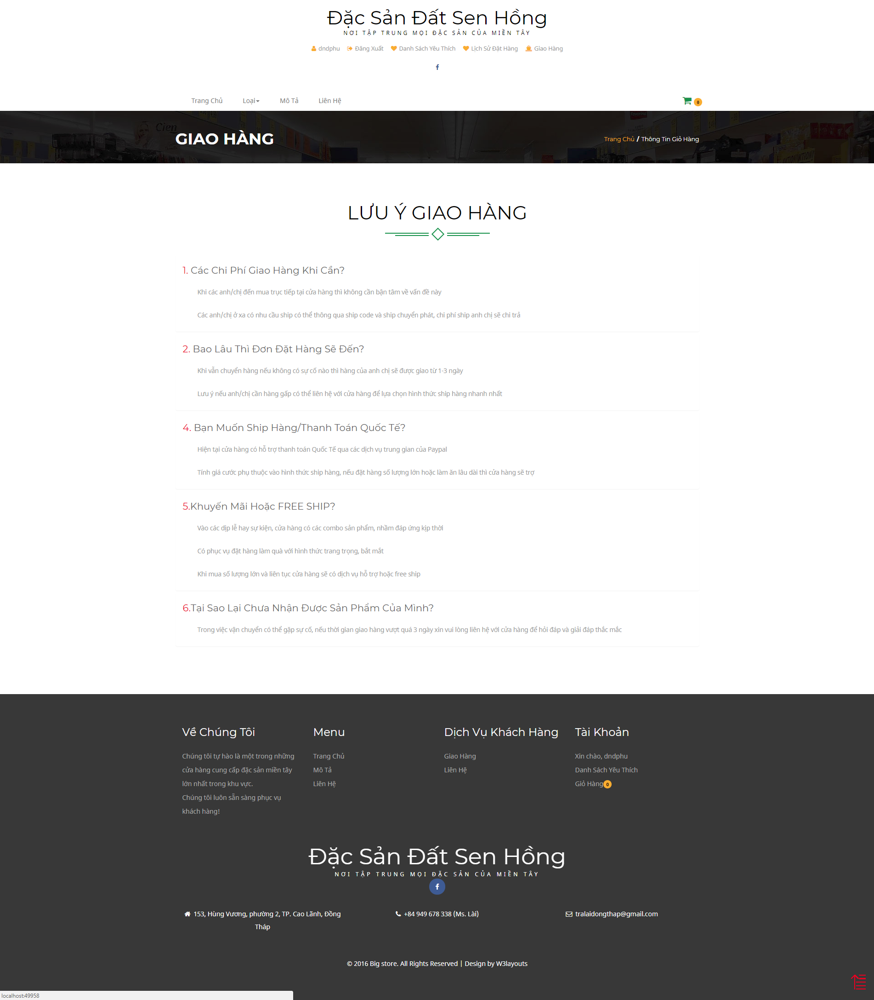 Đặc Sản Đất Sen Hồng
NƠI TẬP TRUNG MỌI ĐẶC SẢN CỦA MIỀN TÂY
dndphu Đăng Xuất Danh Sách Yêu Thích Lịch Sử Đặt Hàng Giao Hàng
Trang Chủ Loại Mô Tả Liên Hệ 0
Cien
GIAO HÀNG
Trang Chủ / Thông Tin Giỏ Hàng
LƯU Ý GIAO HÀNG
1. Các Chi Phí Giao Hàng Khi Cần?
Khi các anh/chị đến mua trục tiếp tại cửa hàng thì không cần bận tâm về vấn đề này
Các anh/chị ở xa có nhu cầu ship có thể thông qua ship code và ship chuyển phát, chi phí ship anh chị sẽ chi trả
2. Bao Lâu Thì Đơn Đặt Hàng Sẽ Đến?
Khi vẫn chuyển hàng nếu không có sự cố nào thì hàng của anh chị sẽ được giao từ 1-3 ngày
Lưu ý nếu anh/chị cần hàng gấp có thể liên hệ với cửa hàng để lựa chọn hình thức ship hàng nhanh nhất
4. Bạn Muốn Ship Hàng/Thanh Toán Quốc Tế?
Hiện tại cửa hàng có hỗ trợ thanh toán Quốc Tế qua các dịch vụ trung gian của Paypal
Tính giá cước phụ thuộc vào hình thức ship hàng, nếu đặt hàng số lượng lớn hoặc làm ăn lâu dài thì cửa hàng sẽ trợ
5.Khuyến Mãi Hoặc FREE SHIP?
Vào các dịp lễ hay sự kiện, cửa hàng có các combo sản phẩm, nhằm đáp ứng kịp thời
Có phục vụ đặt hàng làm quà với hình thức trang trọng, bắt mắt
Khi mua số lượng lớn và liên tục cửa hàng sẽ có dịch vụ hỗ trợ hoặc free ship
6.Tại Sao Lại Chưa Nhận Được Sản Phẩm Của Mình?
Trong việc vận chuyển có thể gặp sự cố, nếu thời gian giao hàng vượt quá 3 ngày xin vui lòng liên hệ với cửa hàng để hỏi đáp và giải đáp thắc mắc
Về Chúng Tôi
Chúng tôi tự hào là một trong những
cửa hàng cung cấp đặc sản miền tây
lớn nhất trong khu vực.
Chúng tôi luôn sẵn sàng phục vụ
khách hàng!
Menu
Trang Chủ
Mô Tả
Liên Hệ
Dịch Vụ Khách Hàng
Giao Hàng
Liên Hệ
Tài Khoản
Xin chào, dndphu
Danh Sách Yêu Thích
Giỏ Hàng 0
Đặc Sản Đất Sen Hồng
NƠI TẬP TRUNG MỌI ĐẶC SẢN CỦA MIỀN TÂY
153, Hùng Vương, phường 2, TP. Cao Lãnh, Đồng
Tháp
+84 949 678 338 (Ms. Lài)
tralaidongthap@gmail.com
© 2016 Big store. All Rights Reserved | Design by W3layouts
localhost:49958